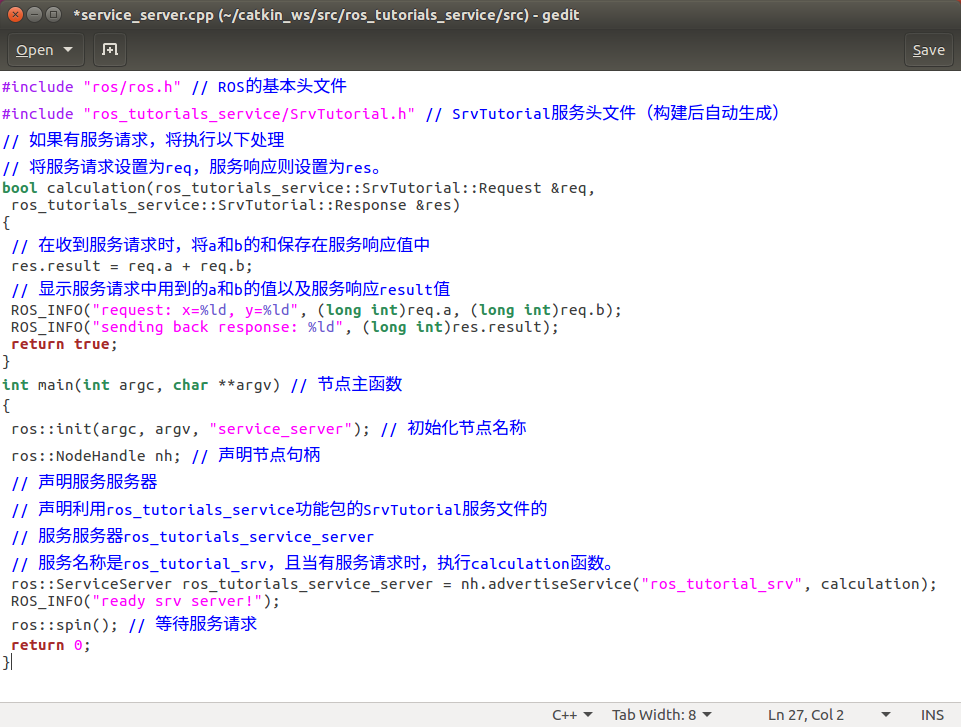 *service_server.cpp (~/catkin_ws/src/ros_tutorials_service/src) - gedit
Open Save
#include "ros/ros.h" // ROS的基本头文件
#include "ros_tutorials_service/SrvTutorial.h" // SrvTutorial服务头文件（构建后自动生成）
// 如果有服务请求，将执行以下处理
// 将服务请求设置为req，服务响应则设置为res。
bool calculation(ros_tutorials_service::SrvTutorial::Request &req,
 ros_tutorials_service::SrvTutorial::Response &res)
{
 // 在收到服务请求时，将a和b的和保存在服务响应值中
 res.result = req.a + req.b;
 // 显示服务请求中用到的a和b的值以及服务响应result值
 ROS_INFO("request: x=%ld, y=%ld", (long int)req.a, (long int)req.b);
 ROS_INFO("sending back response: %ld", (long int)res.result);
 return true;
}
int main(int argc, char **argv) // 节点主函数
{
 ros::init(argc, argv, "service_server"); // 初始化节点名称
 ros::NodeHandle nh; // 声明节点句柄
 // 声明服务服务器
 // 声明利用ros_tutorials_service功能包的SrvTutorial服务文件的
 // 服务服务器ros_tutorials_service_server
 // 服务名称是ros_tutorial_srv，且当有服务请求时，执行calculation函数。
 ros::ServiceServer ros_tutorials_service_server = nh.advertiseService("ros_tutorial_srv", calculation);
 ROS_INFO("ready srv server!");
 ros::spin(); // 等待服务请求
 return 0;
}
C++ Tab Width: 8 Ln 27, Col 2 INS